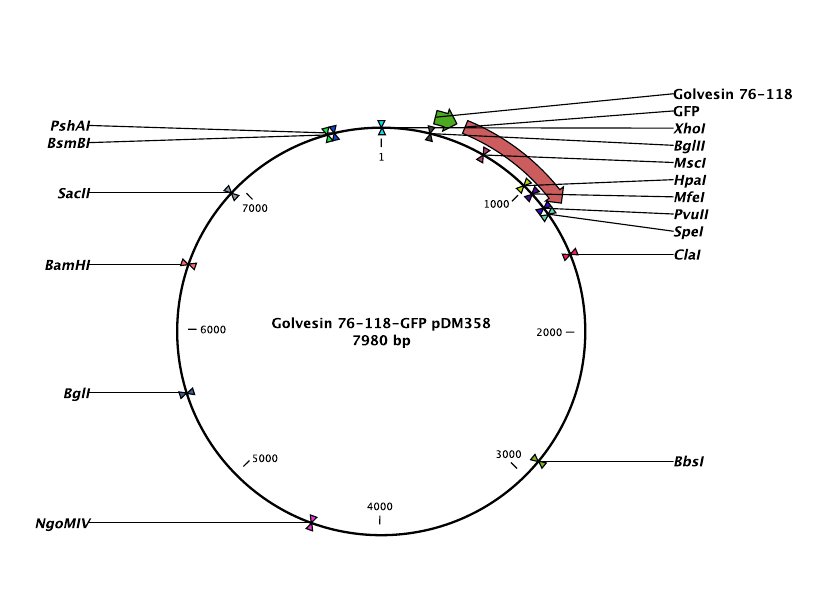 Golvesin 76-118
GFP
PshAI
XhoI
BsmBI
BglII
MscI
1
HpaI
SacII
MfeI
7000
1000
PvuII
SpeI
ClaI
BamHI
Golvesin 76-118-GFP pDM358
6000
2000
7980 bp
BglI
5000
3000
BbsI
4000
NgoMIV